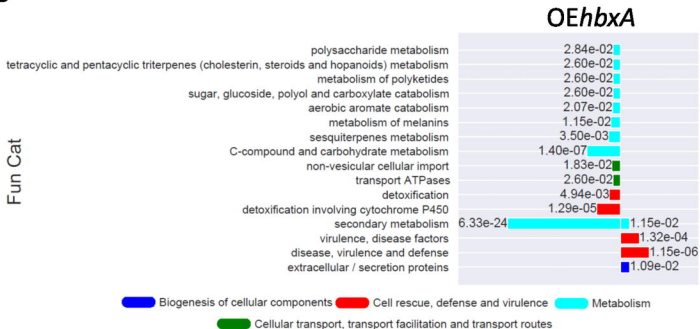 OEhbxA
Fun Cat
polysaccharide metabolism 2.84e-02
tetracyclic and pentacyclic triterpenes (cholesterin, steroids and hopanoids) metabolism 2.60e-02
metabolism of polyketides 2.60e-02
sugar, glucoside, polyol and carboxylate catabolism 2.60e-02
aerobic aromate catabolism 2.07e-02
metabolism of melanins 1.15e-02
sesquiterpenes metabolism 3.50e-03
C-compound and carbohydrate metabolism 1.40e-07
non-vesicular cellular import 1.83e-02
transport ATPases 2.60e-02
detoxification 4.94e-03
detoxification involving cytochrome P450 1.29e-05
secondary metabolism 6.33e-24 1.15e-02
virulence, disease factors 1.32e-04
disease, virulence and defense 1.15e-06
extracellular / secretion proteins 1.09e-02
Biogenesis of cellular components Cell rescue, defense and virulence Metabolism
Cellular transport, transport facilitation and transport routes